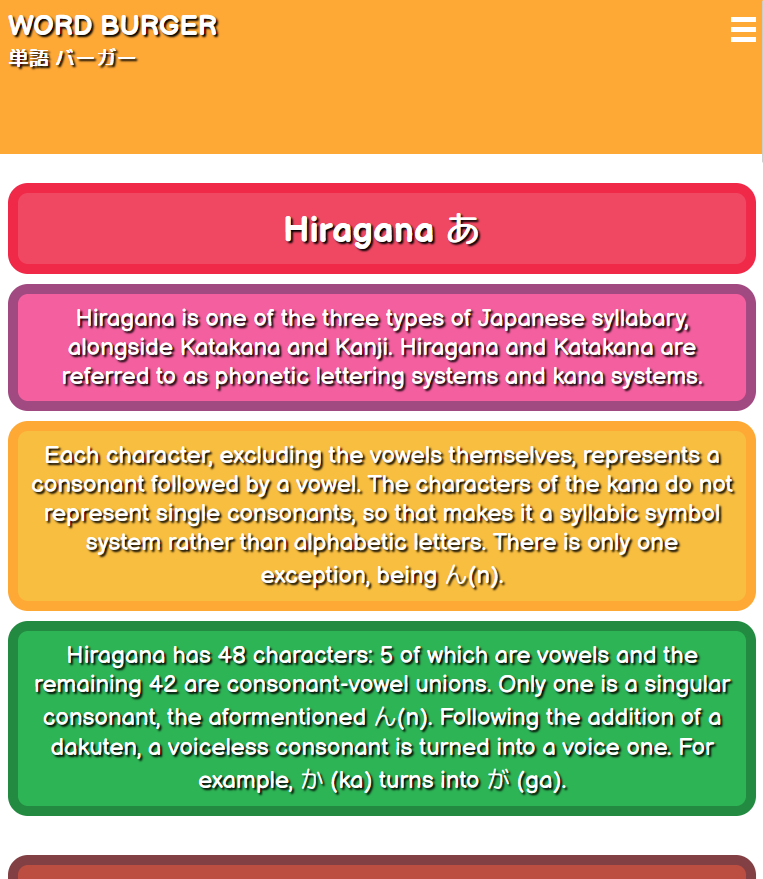 WORD BURGER
単語 バーガー
Hiragana あ
Hiragana is one of the three types of Japanese syllabary,
alongside Katakana and Kanji. Hiragana and Katakana are
referred to as phonetic lettering systems and kana systems.
Each character, excluding the vowels themselves, represents a
consonant followed by a vowel. The characters of the kana do not
represent single consonants, so that makes it a syllabic symbol
system rather than alphabetic letters. There is only one
exception, being ん(n).
Hiragana has 48 characters: 5 of which are vowels and the
remaining 42 are consonant-vowel unions. Only one is a singular
consonant, the aformentioned ん(n). Following the addition of a
dakuten, a voiceless consonant is turned into a voice one. For
example, か (ka) turns into が (ga).